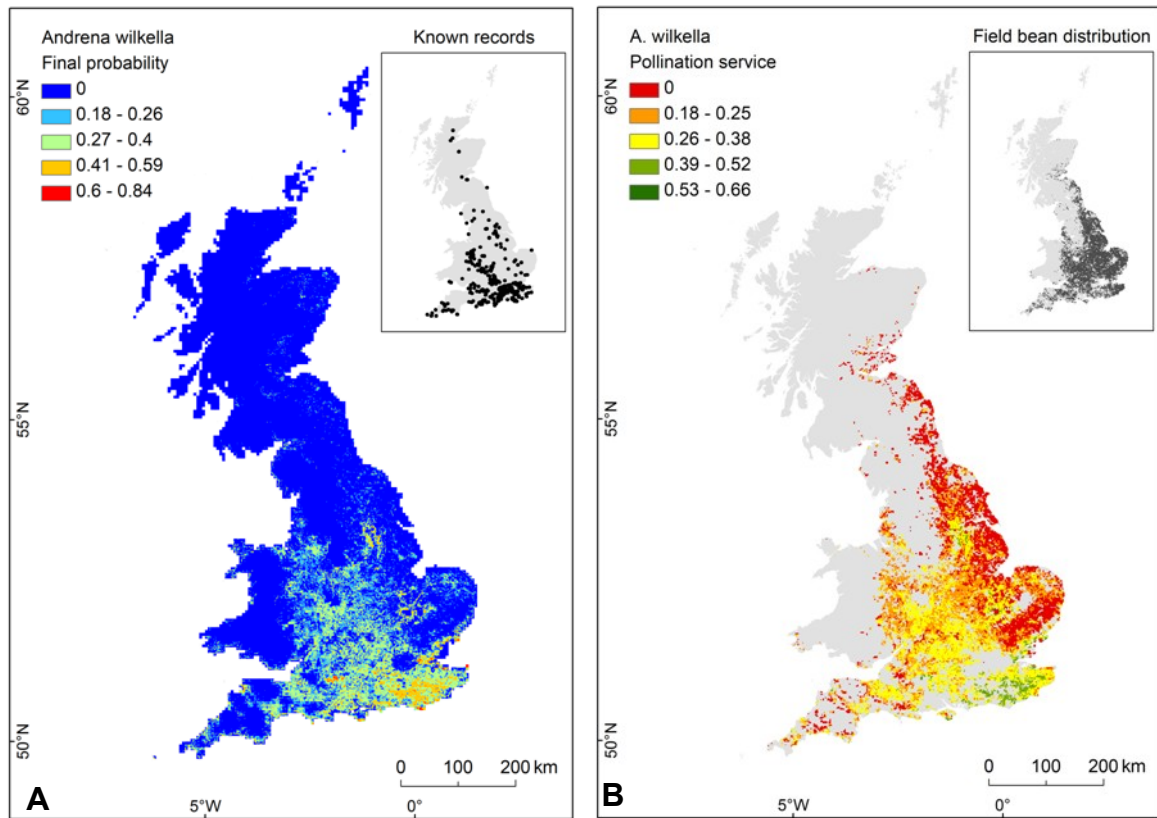 Andrena wilkella
Final probability
0
0.18 - 0.26
0.27 - 0.4
0.41 - 0.59
0.6 - 0.84
Known records
60°N
55°N
50°N
0 100 200 km
A
5°W 0°
A. wilkella
Pollination service
0
0.18 - 0.25
0.26 - 0.38
0.39 - 0.52
0.53 - 0.66
Field bean distribution
60°N
55°N
50°N
0 100 200 km
B
5°W 0°